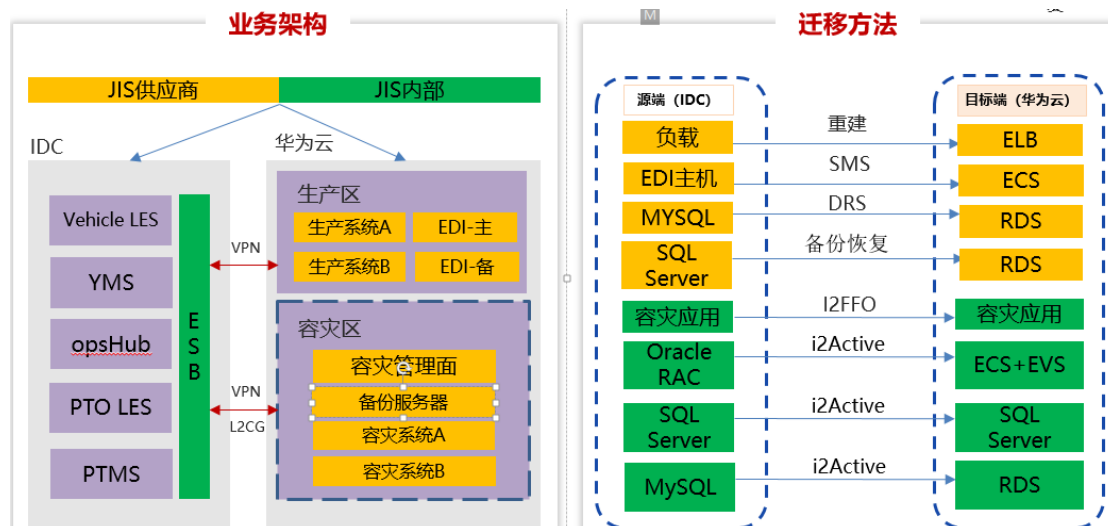 业务架构
JIS供应商
JIS内部
IDC
华为云
Vehicle LES
YMS
opsHub
PTO LES
PTMS
E
S
B
VPN
VPN
L2CG
生产区
生产系统A
EDI-主
生产系统B
EDI-备
容灾区
容灾管理面
备份服务器
容灾系统A
容灾系统B
M
迁移方法
源端（IDC）
目标端（华为云）
负载
重建
ELB
EDI主机
SMS
ECS
MYSQL
DRS
RDS
SQL
Server
备份恢复
RDS
容灾应用
I2FFO
容灾应用
Oracle
RAC
i2Active
ECS+EVS
SQL
Server
i2Active
SQL
Server
MySQL
i2Active
RDS